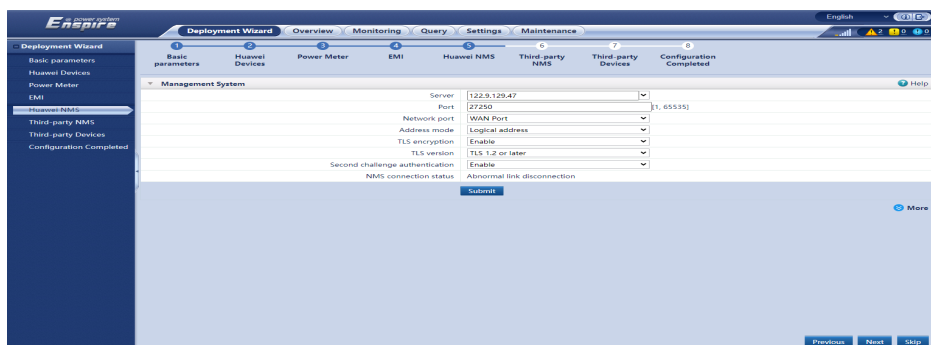 English
power system
Enspire
Deployment Wizard Overview Monitoring Query Settings Maintenance
2 0 0
Deployment Wizard
Basic parameters
Huawei Devices
Power Meter
EMI
Huawei NMS
Third-party NMS
Third-party Devices
Configuration Completed
1 2 3 4 5 6 7 8
Basic parameters
Huawei Devices
Power Meter
EMI
Huawei NMS
Third-party NMS
Third-party Devices
Configuration Completed
Management System
Help
Server 122.9.129.47
Port 27250 [1, 65535]
Network port WAN Port
Address mode Logical address
TLS encryption Enable
TLS version TLS 1.2 or later
Second challenge authentication Enable
NMS connection status Abnormal link disconnection
Submit
More
Previous Next Skip